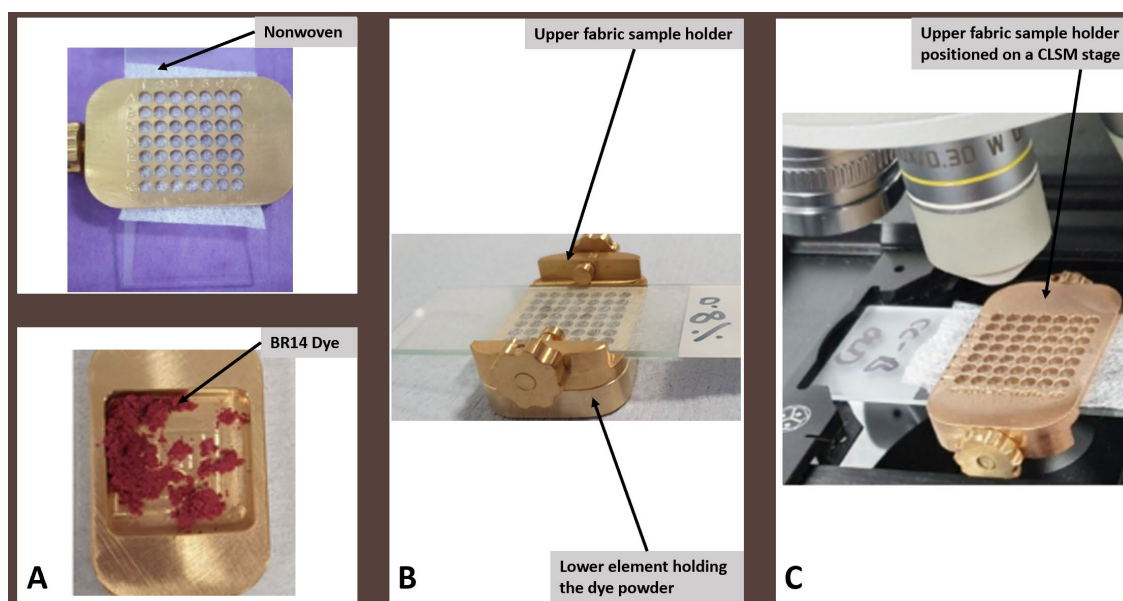 Nonwoven
BR14 Dye
A
Upper fabric sample holder
0.8%
Lower element holding
the dye powder
B
Upper fabric sample holder
positioned on a CLSM stage
/0.30 W D
C